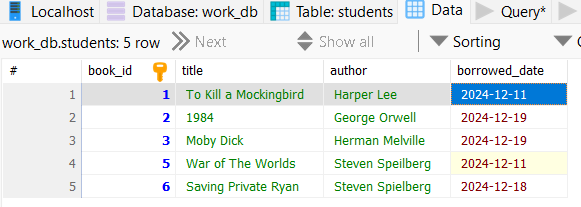 Localhost Database: work_db Table: students Data Query*
work_db.students: 5 row Next Show all Sorting
# book_id title author borrowed_date
1 1 To Kill a Mockingbird Harper Lee 2024-12-11
2 2 1984 George Orwell 2024-12-19
3 3 Moby Dick Herman Melville 2024-12-19
4 5 War of The Worlds Steven Speilberg 2024-12-11
5 6 Saving Private Ryan Steven Spielberg 2024-12-18